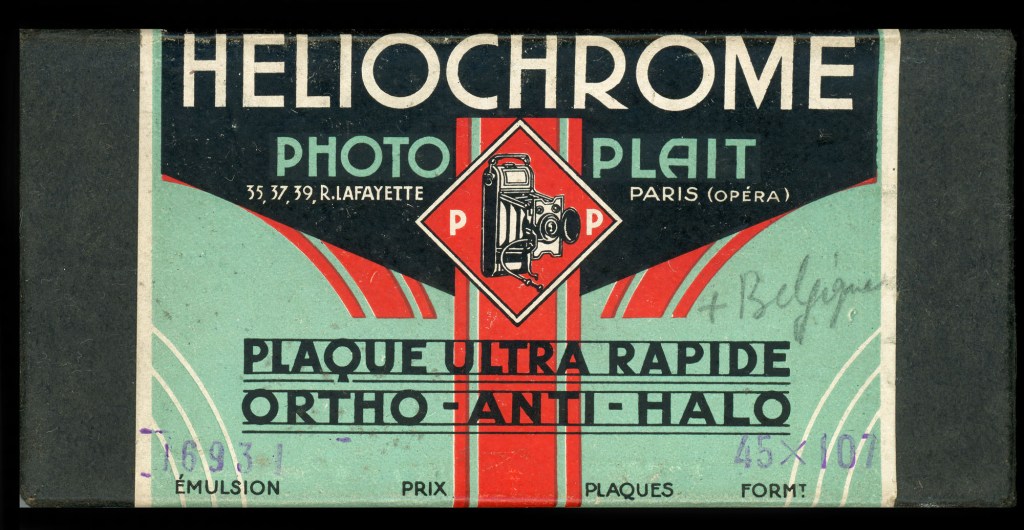 HELIOCHROME
PHOTO PLAIT
35, 37, 39, R. LAFAYETTE PARIS (OPÉRA)
P P
+ Belgique
PLAQUE ULTRA RAPIDE
ORTHO - ANTI - HALO
16931 45×107
ÉMULSION PRIX PLAQUES FORMT